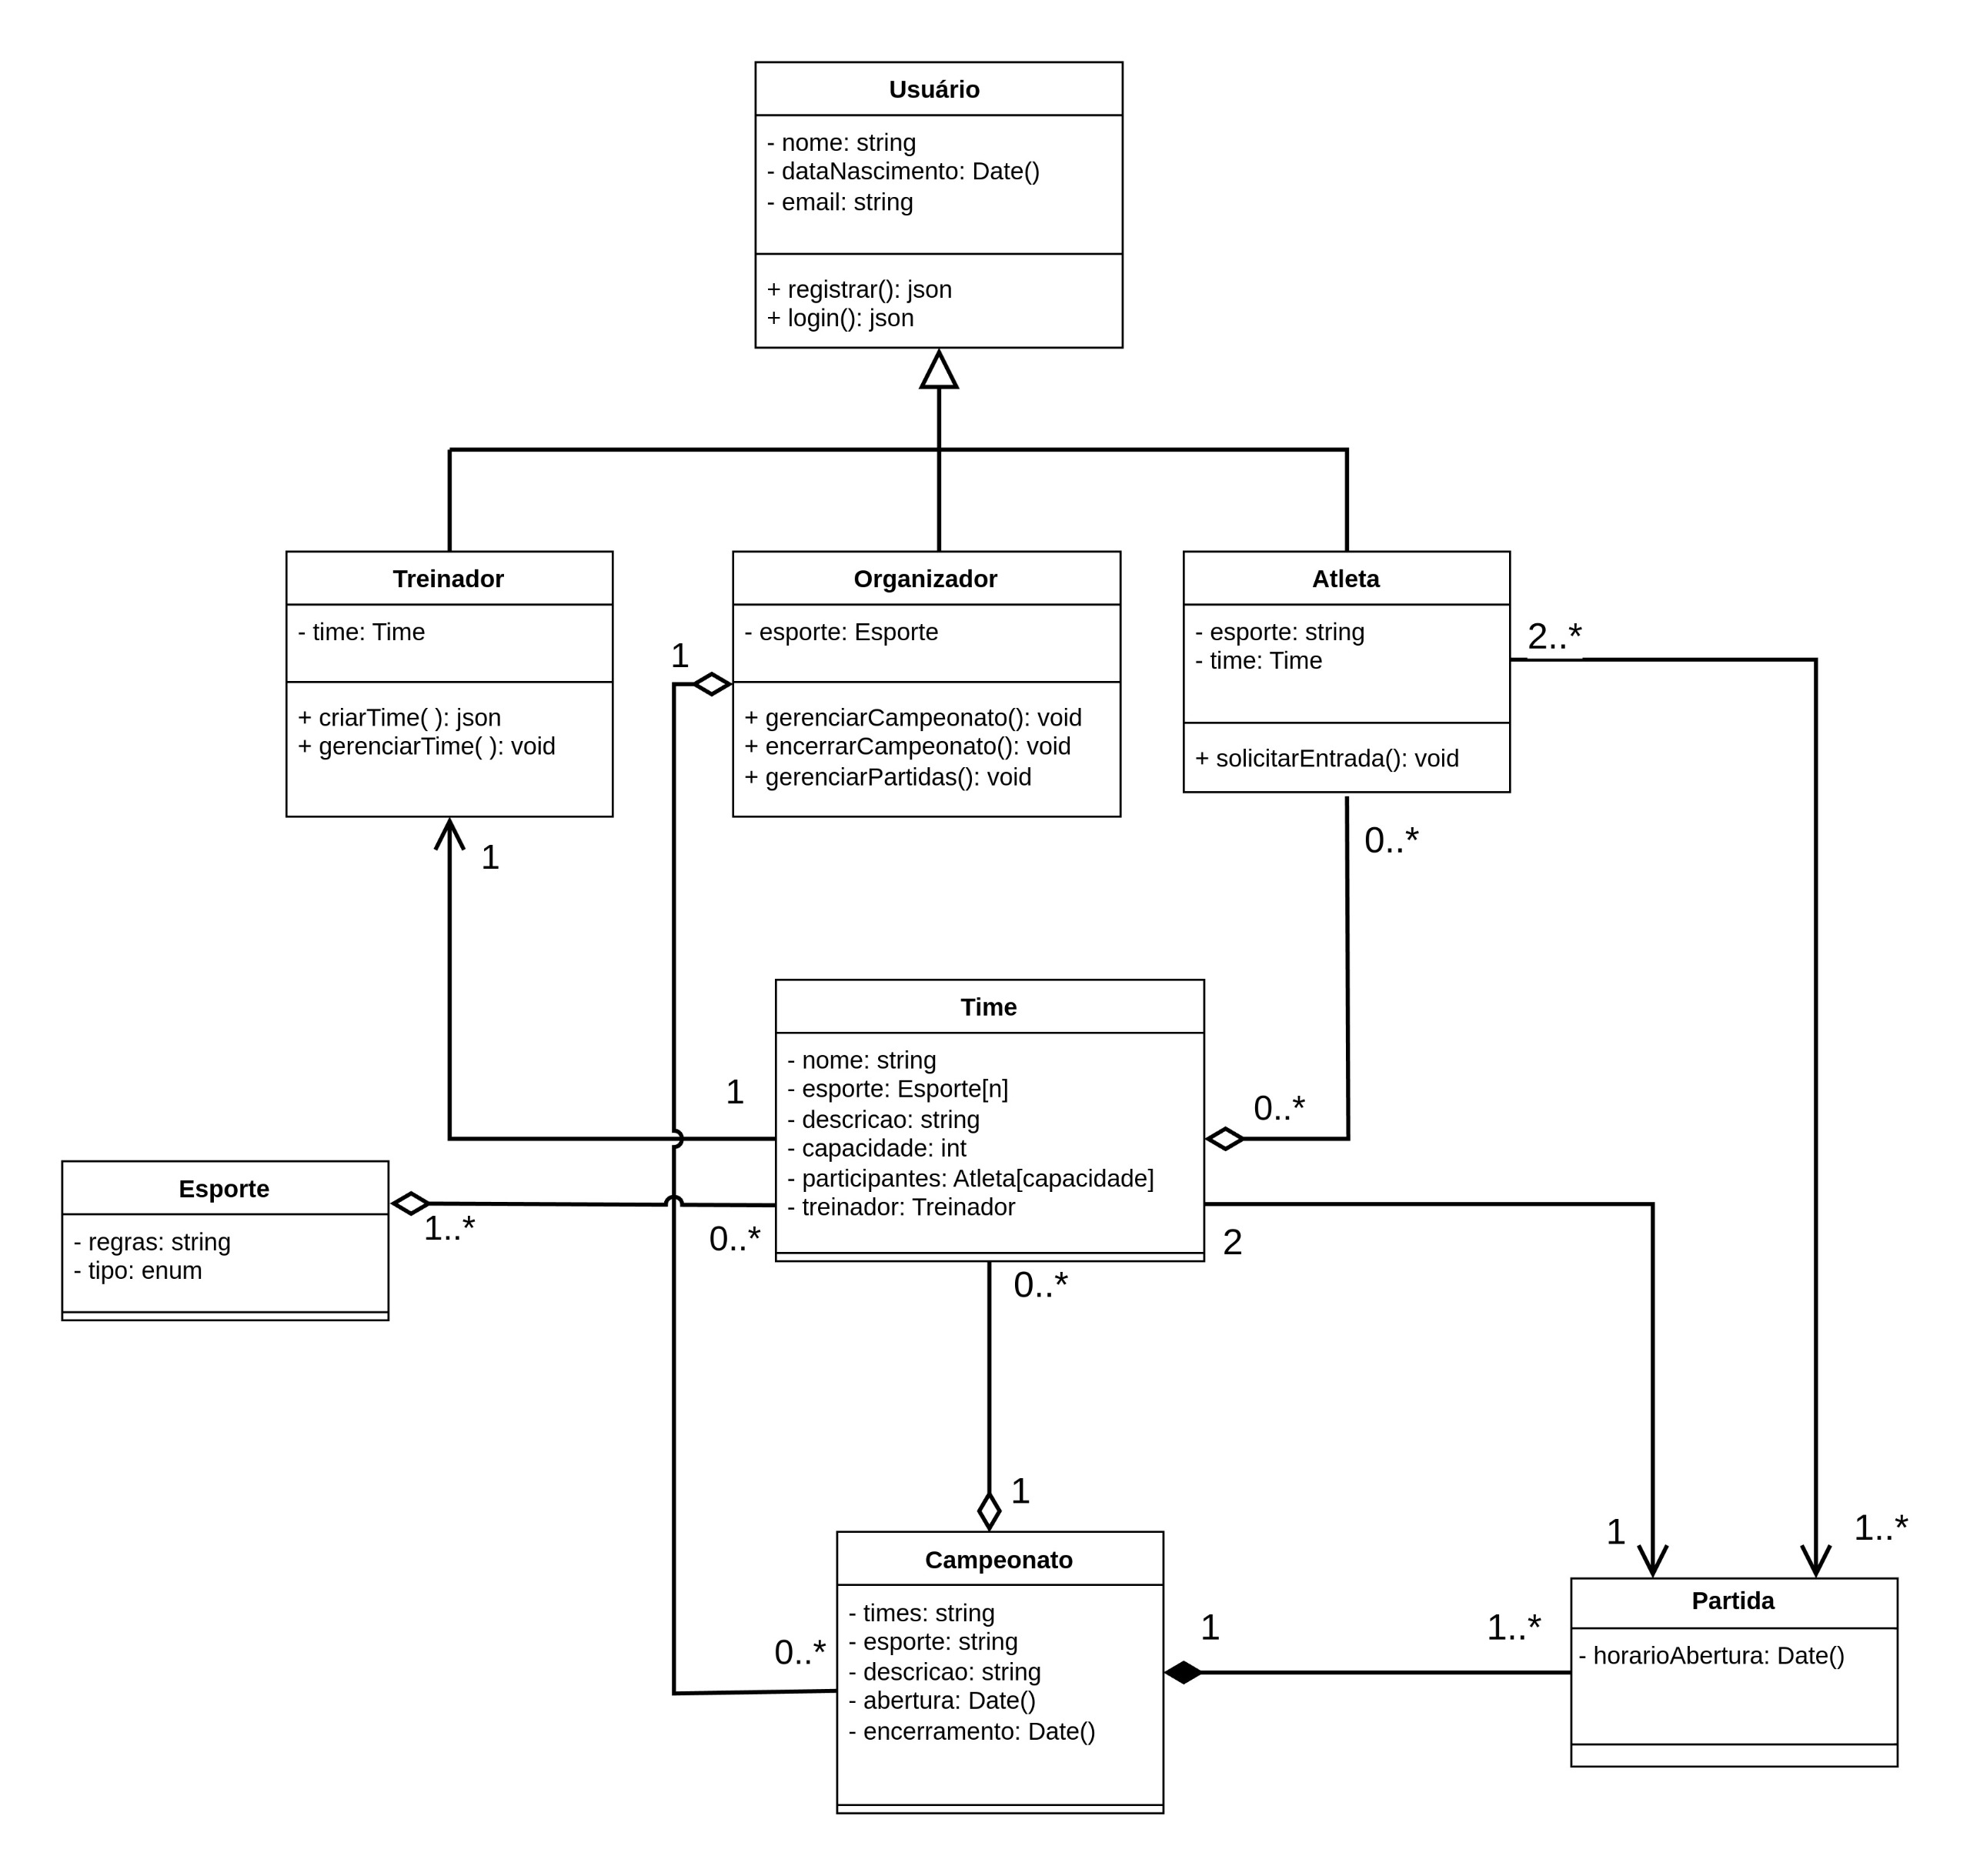 Usuário
- nome: string
- dataNascimento: Date()
- email: string
+ registrar(): json
+ login(): json
Treinador
- time: Time
+ criarTime( ): json
+ gerenciarTime( ): void
1
Organizador
- esporte: Esporte
+ gerenciarCampeonato(): void
+ encerrarCampeonato(): void
+ gerenciarPartidas(): void
1
Atleta
- esporte: string
- time: Time
+ solicitarEntrada(): void
2..*
0..*
Time
- nome: string
- esporte: Esporte[n]
- descricao: string
- capacidade: int
- participantes: Atleta[capacidade]
- treinador: Treinador
1
0..*
0..*
2
0..*
Esporte
- regras: string
- tipo: enum
1..*
1
Campeonato
- times: string
- esporte: string
- descricao: string
- abertura: Date()
- encerramento: Date()
0..*
1
1..*
1
1..*
Partida
- horarioAbertura: Date()